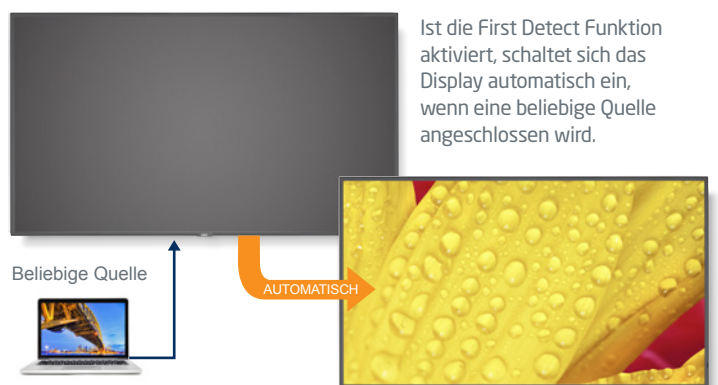 Ist die First Detect Funktion
aktiviert, schaltet sich das
Display automatisch ein,
wenn eine beliebige Quelle
angeschlossen wird.
Beliebige Quelle
AUTOMATISCH